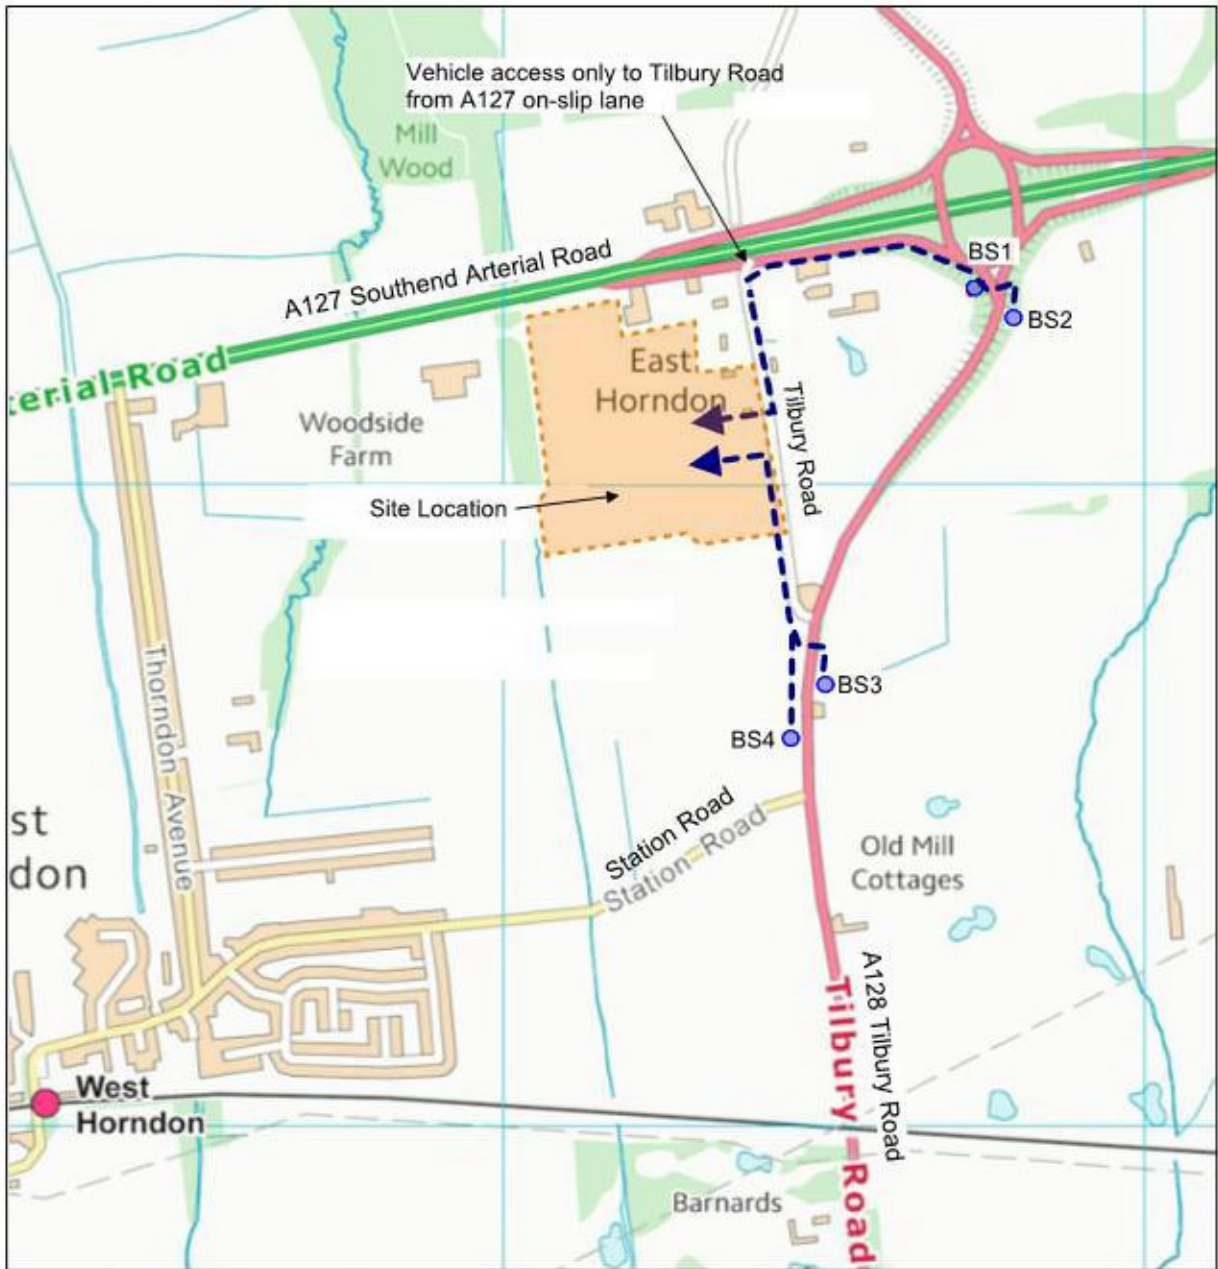 Vehicle access only to Tilbury Road
from A127 on-slip lane
Mill
Wood
A127 Southend Arterial Road
BS1
BS2
terial Road
East
Horndon
Woodside
Farm
Tilbury Road
Site Location
Thorndon Avenue
BS3
BS4
Station Road
Station Road
st
don
Old Mill
Cottages
A128 Tilbury Road
Tilbury Road
West
Horndon
Barnards